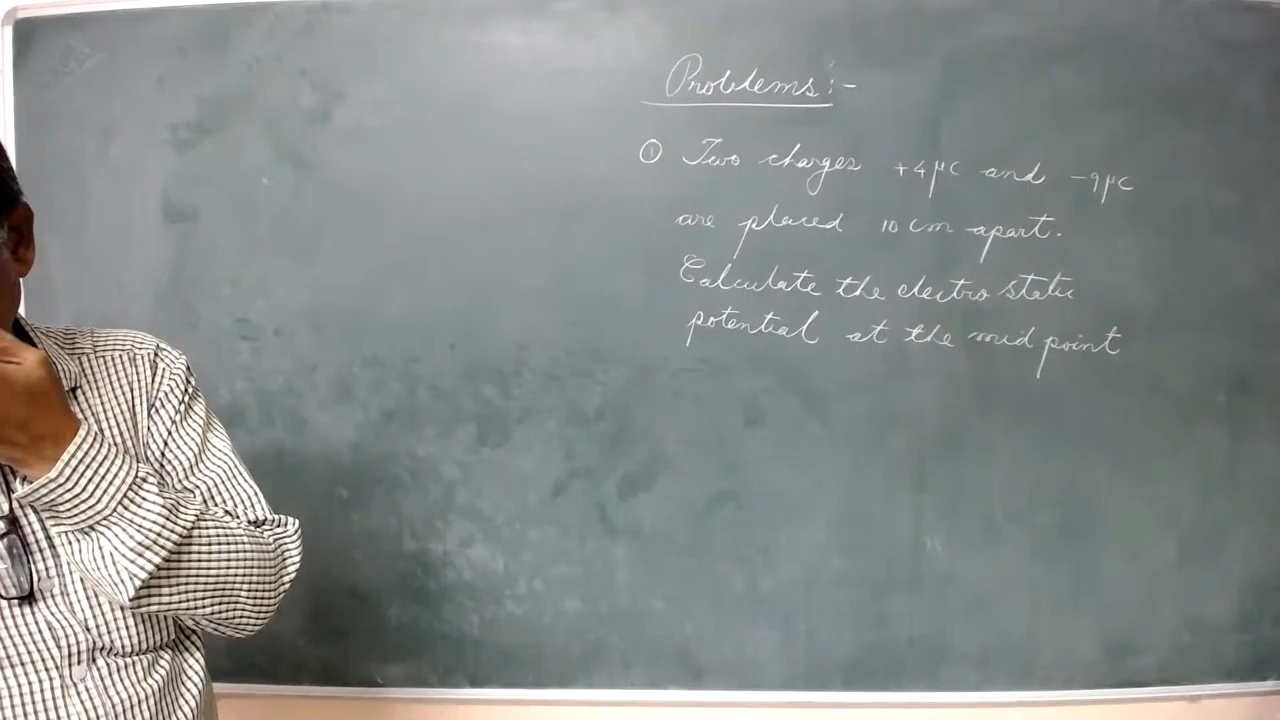 Problems:-
① Two charges +4μC and -9μC
are placed 10 cm apart.
Calculate the electro static
potential at the mid point